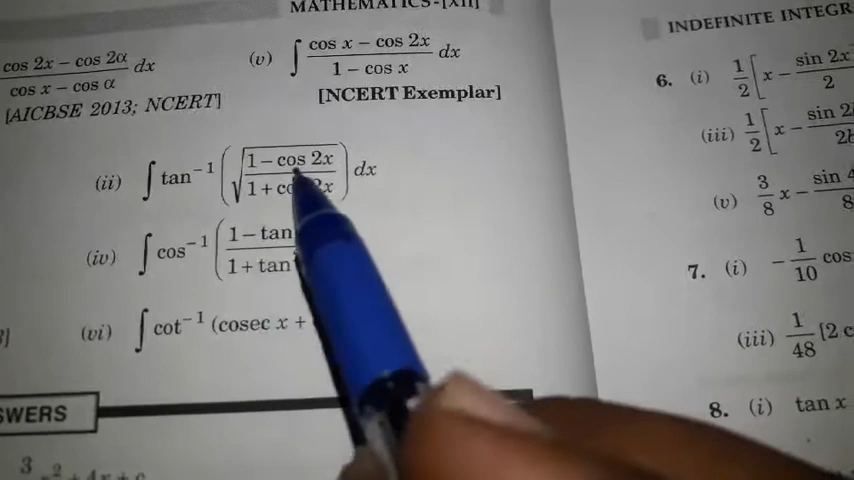 MATHEMATICS-[XII]
cos 2x − cos 2α / cos x − cos α dx
(v) ∫ cos x − cos 2x / 1 − cos x dx
[AICBSE 2013; NCERT]
[NCERT Exemplar]
(ii) ∫ tan⁻¹ (√(1 − cos 2x / 1 + cos 2x)) dx
(iv) ∫ cos⁻¹ (1 − tan / 1 + tan
(vi) ∫ cot⁻¹ (cosec x +
INDEFINITE INTEGR
6. (i) 1/2 [x − sin 2x / 2
(iii) 1/2 [x − sin 2
(v) 3/8 x − sin 4 / 8
7. (i) − 1/10 cos
(iii) 1/48 [2 c
8. (i) tan x